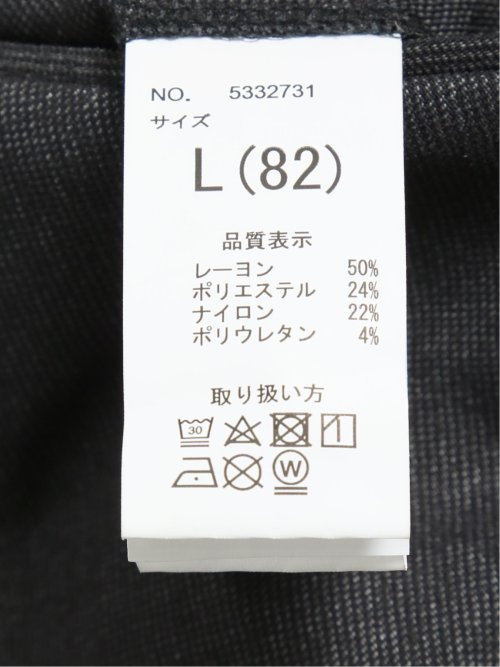 NO. 5332731
サイズ
L(82)
品質表示
レーヨン 50%
ポリエステル 24%
ナイロン 22%
ポリウレタン 4%
取り扱い方
30
W